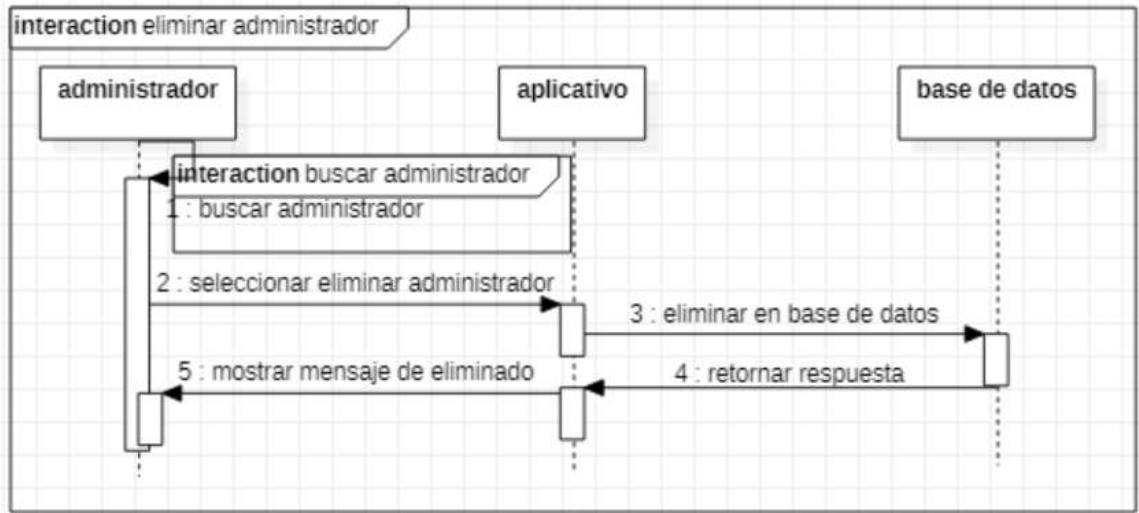 interaction eliminar administrador
administrador
aplicativo
base de datos
interaction buscar administrador
1 : buscar administrador
2 : seleccionar eliminar administrador
3 : eliminar en base de datos
5 : mostrar mensaje de eliminado
4 : retornar respuesta